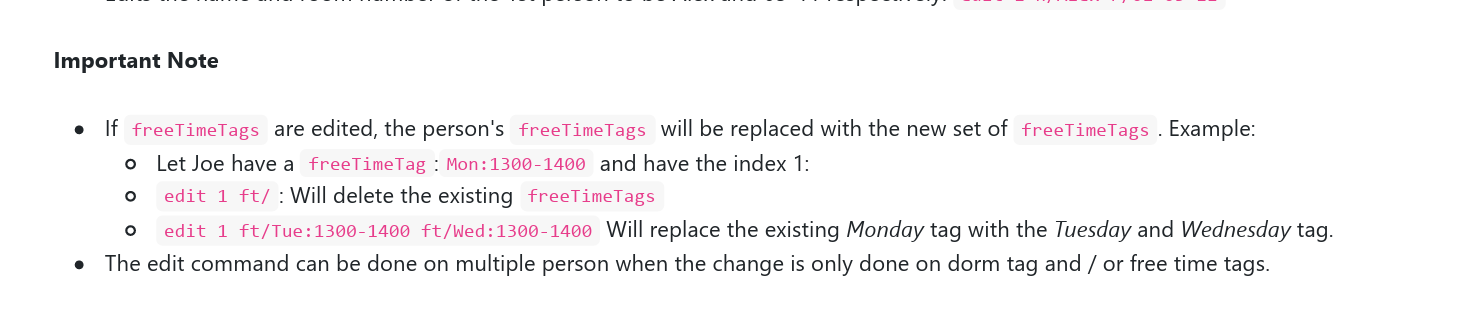 Important Note
If freeTimeTags are edited, the person's freeTimeTags will be replaced with the new set of freeTimeTags. Example:
Let Joe have a freeTimeTag:Mon:1300-1400 and have the index 1:
edit 1 ft/: Will delete the existing freeTimeTags
edit 1 ft/Tue:1300-1400 ft/Wed:1300-1400 Will replace the existing Monday tag with the Tuesday and Wednesday tag.
The edit command can be done on multiple person when the change is only done on dorm tag and / or free time tags.